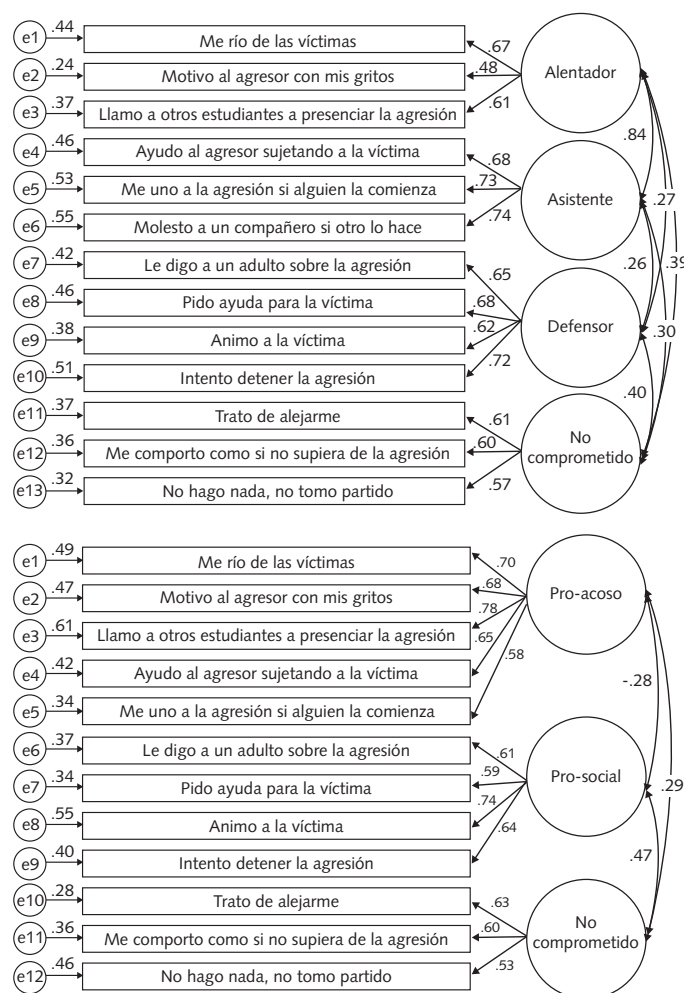 e1 .44 Me río de las víctimas .67
e2 .24 Motivo al agresor con mis gritos .48 Alentador
e3 .37 Llamo a otros estudiantes a presenciar la agresión .61
.84
e4 .46 Ayudo al agresor sujetando a la víctima .68
e5 .53 Me uno a la agresión si alguien la comienza .73 Asistente .27
e6 .55 Molesto a un compañero si otro lo hace .74
e7 .42 Le digo a un adulto sobre la agresión .65 .26 .39
e8 .46 Pido ayuda para la víctima .68
e9 .38 Animo a la víctima .62 Defensor .30
e10 .51 Intento detener la agresión .72
.40
e11 .37 Trato de alejarme .61
e12 .36 Me comporto como si no supiera de la agresión .60 No
comprometido
e13 .32 No hago nada, no tomo partido .57
e1 .49 Me río de las víctimas .70
e2 .47 Motivo al agresor con mis gritos .68 Pro-acoso
e3 .61 Llamo a otros estudiantes a presenciar la agresión .78
e4 .42 Ayudo al agresor sujetando a la víctima .65
.58 -.28
e5 .34 Me uno a la agresión si alguien la comienza
e6 .37 Le digo a un adulto sobre la agresión .61
e7 .34 Pido ayuda para la víctima .59 Pro-social .29
e8 .55 Animo a la víctima .74
e9 .40 Intento detener la agresión .64
.47
e10 .28 Trato de alejarme .63
e11 .36 Me comporto como si no supiera de la agresión .60 No
comprometido
e12 .46 No hago nada, no tomo partido .53